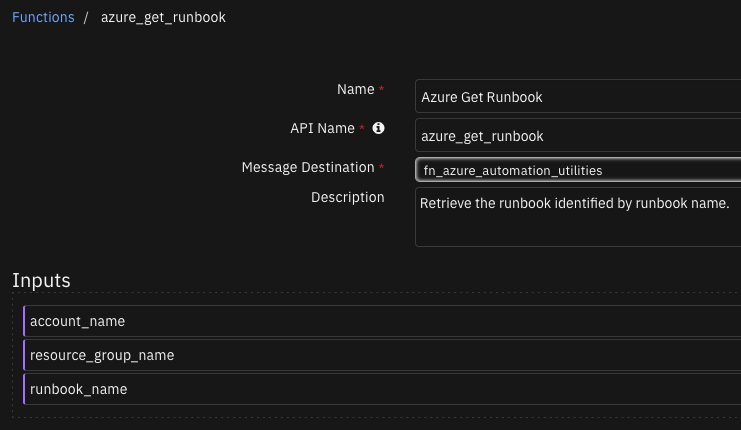 Functions / azure_get_runbook
Name *
Azure Get Runbook
API Name *
azure_get_runbook
Message Destination *
fn_azure_automation_utilities
Description
Retrieve the runbook identified by runbook name.
Inputs
account_name
resource_group_name
runbook_name